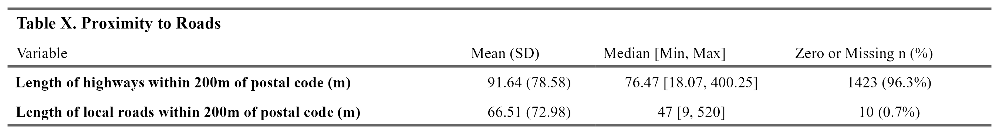 Table X. Proximity to Roads
Variable Mean (SD) Median [Min, Max] Zero or Missing n (%)
Length of highways within 200m of postal code (m) 91.64 (78.58) 76.47 [18.07, 400.25] 1423 (96.3%)
Length of local roads within 200m of postal code (m) 66.51 (72.98) 47 [9, 520] 10 (0.7%)